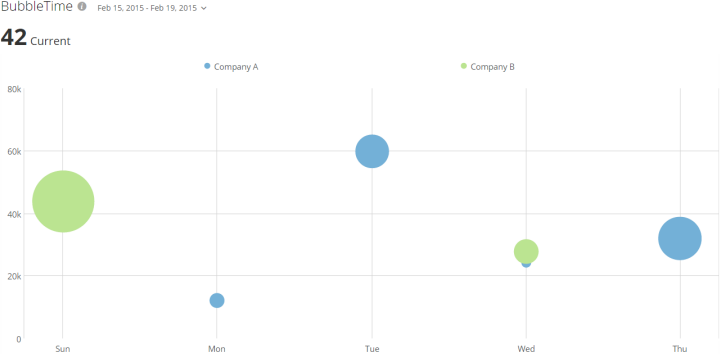 BubbleTime i Feb 15, 2015 - Feb 19, 2015
42 Current
Company A Company B
80k
60k
40k
20k
0
Sun Mon Tue Wed Thu